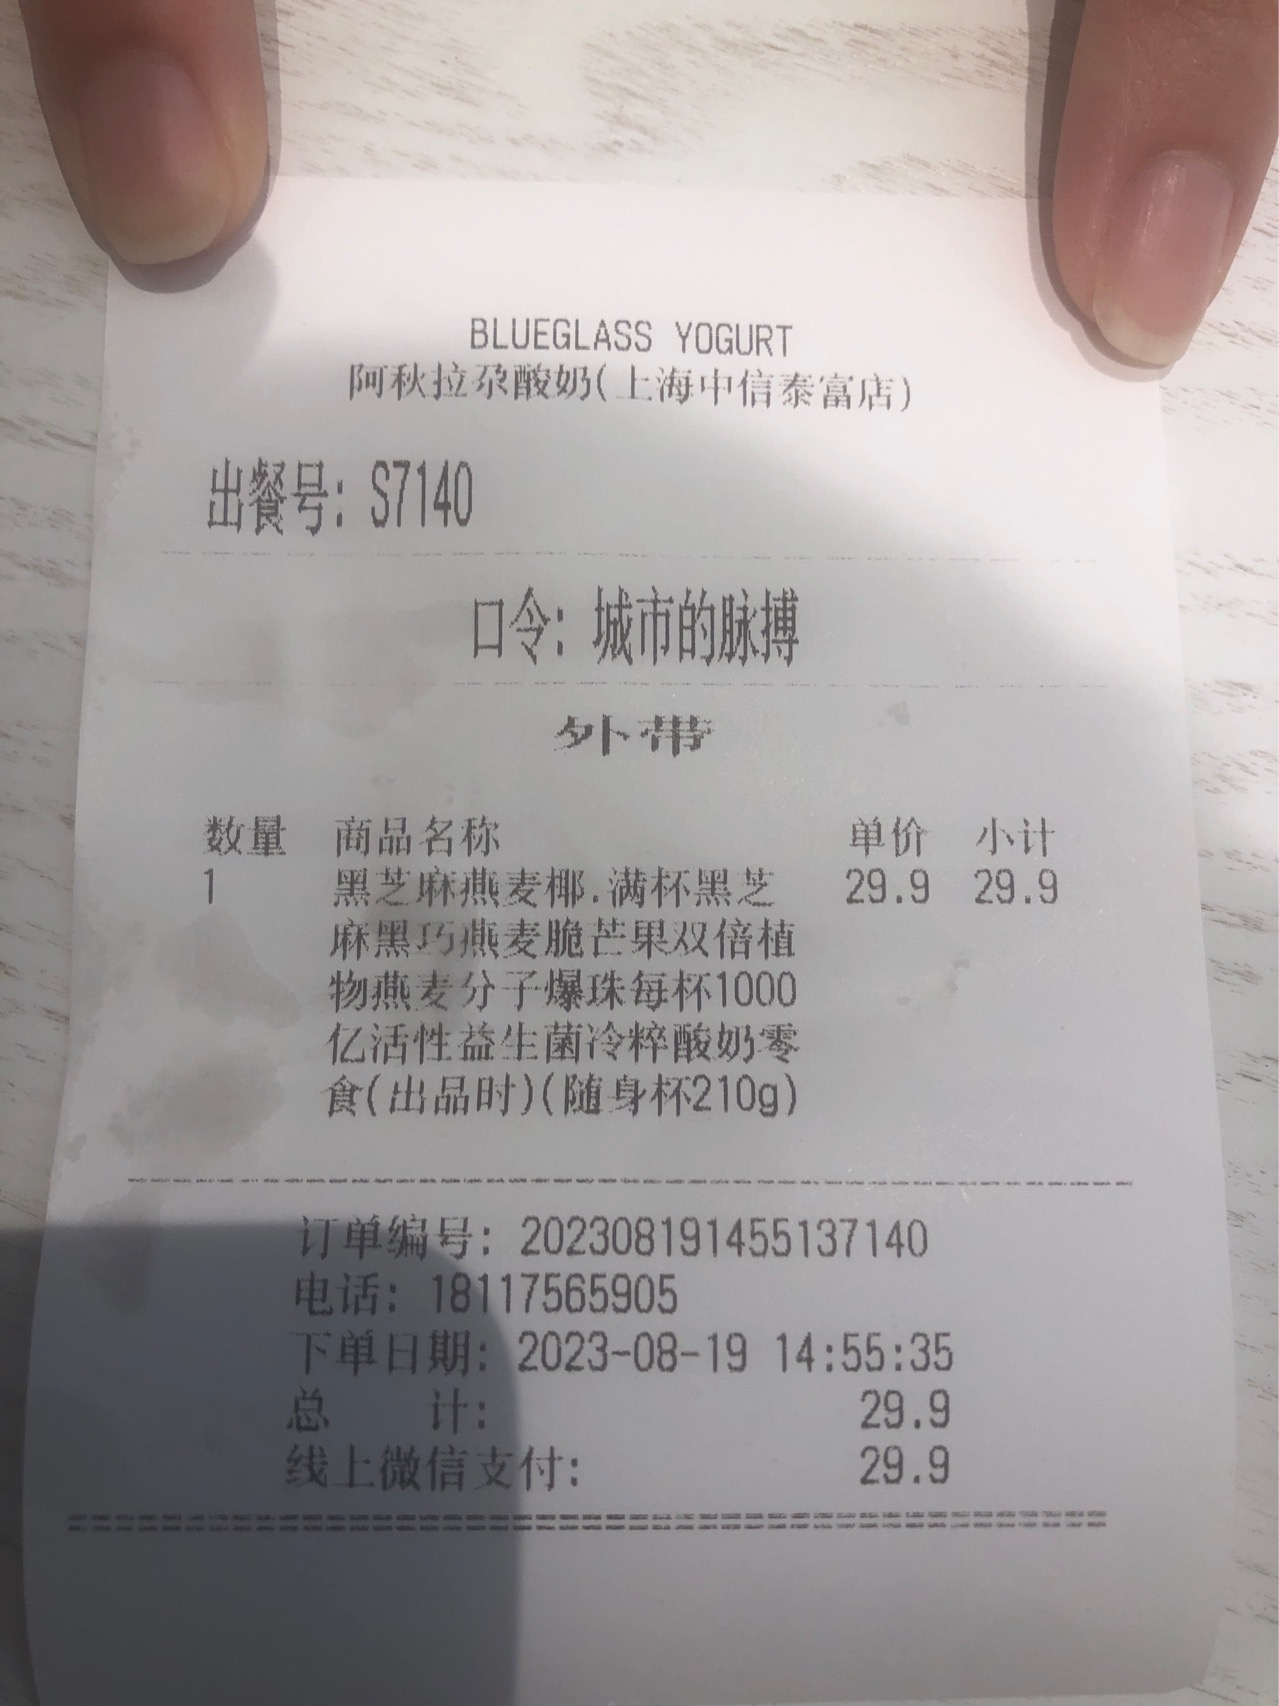 BLUEGLASS YOGURT
阿秋拉尕酸奶(上海中信泰富店)
出餐号: S7140
口令: 城市的脉搏
外带
数量 商品名称 单价 小计
1 黑芝麻燕麦椰.满杯黑芝 29.9 29.9
麻黑巧燕麦脆芒果双倍植
物燕麦分子爆珠每杯1000
亿活性益生菌冷粹酸奶零
食(出品时)(随身杯210g)
订单编号: 202308191455137140
电话: 18117565905
下单日期: 2023-08-19 14:55:35
总 计: 29.9
线上微信支付: 29.9